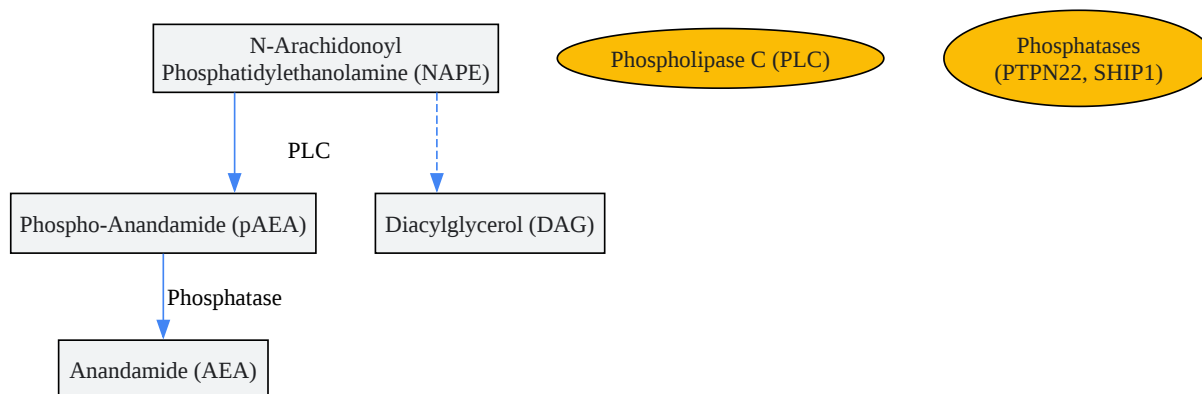 N-Arachidonoyl
Phosphatidylethanolamine (NAPE)
Phospholipase C (PLC)
Phosphatases
(PTPN22, SHIP1)
PLC
Phospho-Anandamide (pAEA)
Diacylglycerol (DAG)
Phosphatase
Anandamide (AEA)